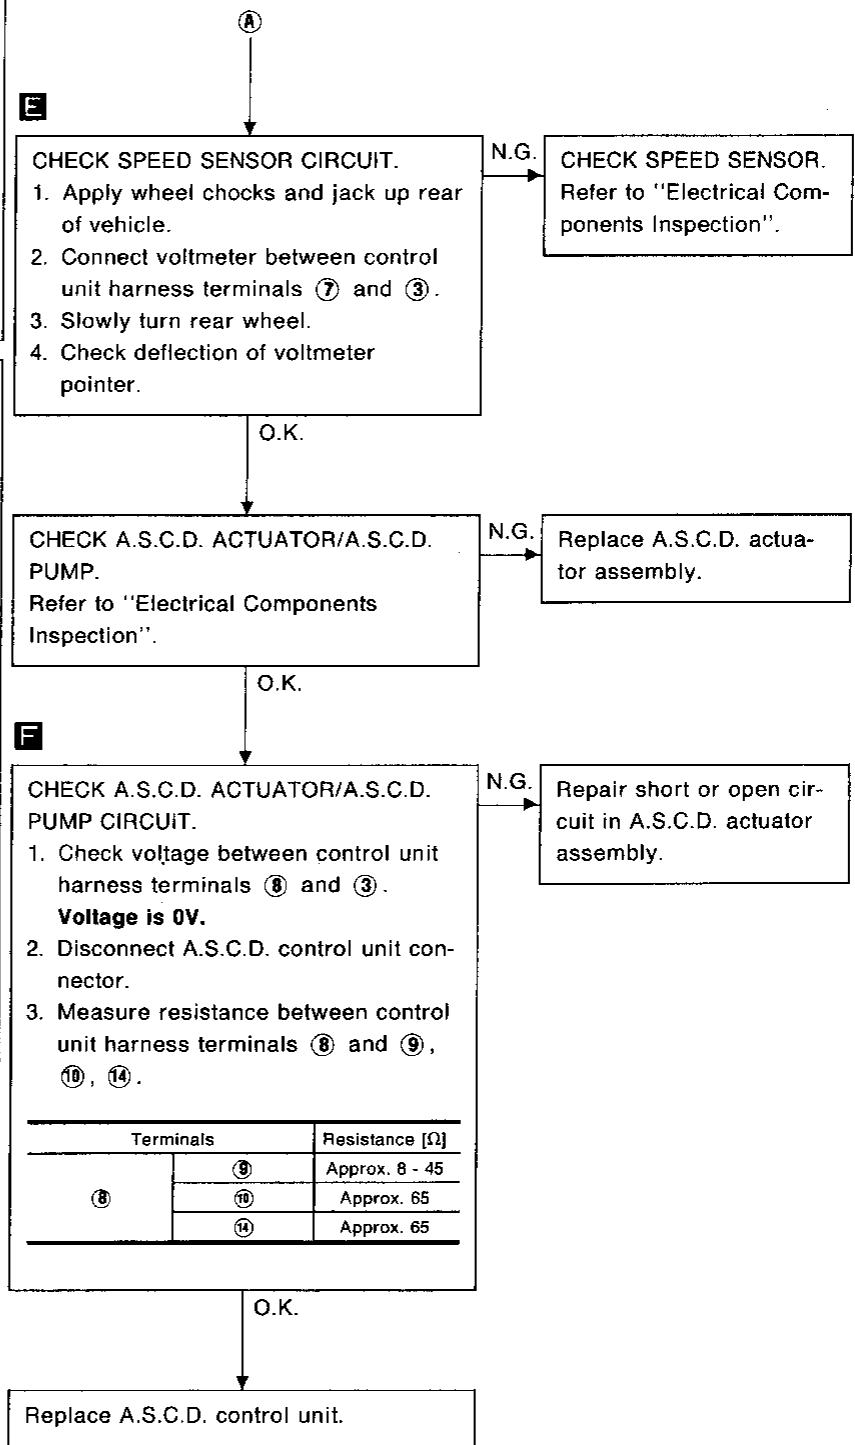 A
E
CHECK SPEED SENSOR CIRCUIT.
1. Apply wheel chocks and jack up rear
of vehicle.
2. Connect voltmeter between control
unit harness terminals ⑦ and ③.
3. Slowly turn rear wheel.
4. Check deflection of voltmeter
pointer.
N.G.
CHECK SPEED SENSOR.
Refer to "Electrical Com-
ponents Inspection".
O.K.
CHECK A.S.C.D. ACTUATOR/A.S.C.D.
PUMP.
Refer to "Electrical Components
Inspection".
N.G.
Replace A.S.C.D. actua-
tor assembly.
O.K.
F
CHECK A.S.C.D. ACTUATOR/A.S.C.D.
PUMP CIRCUIT.
1. Check voltage between control unit
harness terminals ⑧ and ③.
Voltage is 0V.
2. Disconnect A.S.C.D. control unit con-
nector.
3. Measure resistance between control
unit harness terminals ⑧ and ⑨,
⑩, ⑭.
Terminals Resistance [Ω]
⑧ ⑨ Approx. 8 - 45
⑩ Approx. 65
⑭ Approx. 65
N.G.
Repair short or open cir-
cuit in A.S.C.D. actuator
assembly.
O.K.
Replace A.S.C.D. control unit.